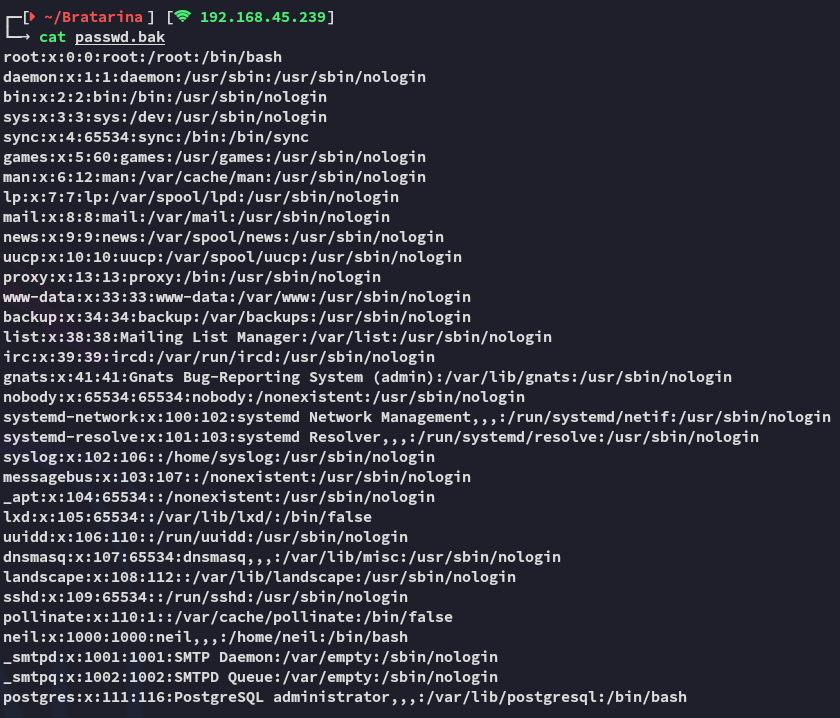 [~/Bratarina] [192.168.45.239]
cat passwd.bak
root:x:0:0:root:/root:/bin/bash
daemon:x:1:1:daemon:/usr/sbin:/usr/sbin/nologin
bin:x:2:2:bin:/bin:/usr/sbin/nologin
sys:x:3:3:sys:/dev:/usr/sbin/nologin
sync:x:4:65534:sync:/bin:/bin/sync
games:x:5:60:games:/usr/games:/usr/sbin/nologin
man:x:6:12:man:/var/cache/man:/usr/sbin/nologin
lp:x:7:7:lp:/var/spool/lpd:/usr/sbin/nologin
mail:x:8:8:mail:/var/mail:/usr/sbin/nologin
news:x:9:9:news:/var/spool/news:/usr/sbin/nologin
uucp:x:10:10:uucp:/var/spool/uucp:/usr/sbin/nologin
proxy:x:13:13:proxy:/bin:/usr/sbin/nologin
www-data:x:33:33:www-data:/var/www:/usr/sbin/nologin
backup:x:34:34:backup:/var/backups:/usr/sbin/nologin
list:x:38:38:Mailing List Manager:/var/list:/usr/sbin/nologin
irc:x:39:39:ircd:/var/run/ircd:/usr/sbin/nologin
gnats:x:41:41:Gnats Bug-Reporting System (admin):/var/lib/gnats:/usr/sbin/nologin
nobody:x:65534:65534:nobody:/nonexistent:/usr/sbin/nologin
systemd-network:x:100:102:systemd Network Management,,,:/run/systemd/netif:/usr/sbin/nologin
systemd-resolve:x:101:103:systemd Resolver,,,:/run/systemd/resolve:/usr/sbin/nologin
syslog:x:102:106::/home/syslog:/usr/sbin/nologin
messagebus:x:103:107::/nonexistent:/usr/sbin/nologin
_apt:x:104:65534::/nonexistent:/usr/sbin/nologin
lxd:x:105:65534::/var/lib/lxd/:/bin/false
uuidd:x:106:110::/run/uuidd:/usr/sbin/nologin
dnsmasq:x:107:65534:dnsmasq,,,:/var/lib/misc:/usr/sbin/nologin
landscape:x:108:112::/var/lib/landscape:/usr/sbin/nologin
sshd:x:109:65534::/run/sshd:/usr/sbin/nologin
pollinate:x:110:1::/var/cache/pollinate:/bin/false
neil:x:1000:1000:neil,,,:/home/neil:/bin/bash
_smtpd:x:1001:1001:SMTP Daemon:/var/empty:/sbin/nologin
_smtpq:x:1002:1002:SMTPD Queue:/var/empty:/sbin/nologin
postgres:x:111:116:PostgreSQL administrator,,,:/var/lib/postgresql:/bin/bash